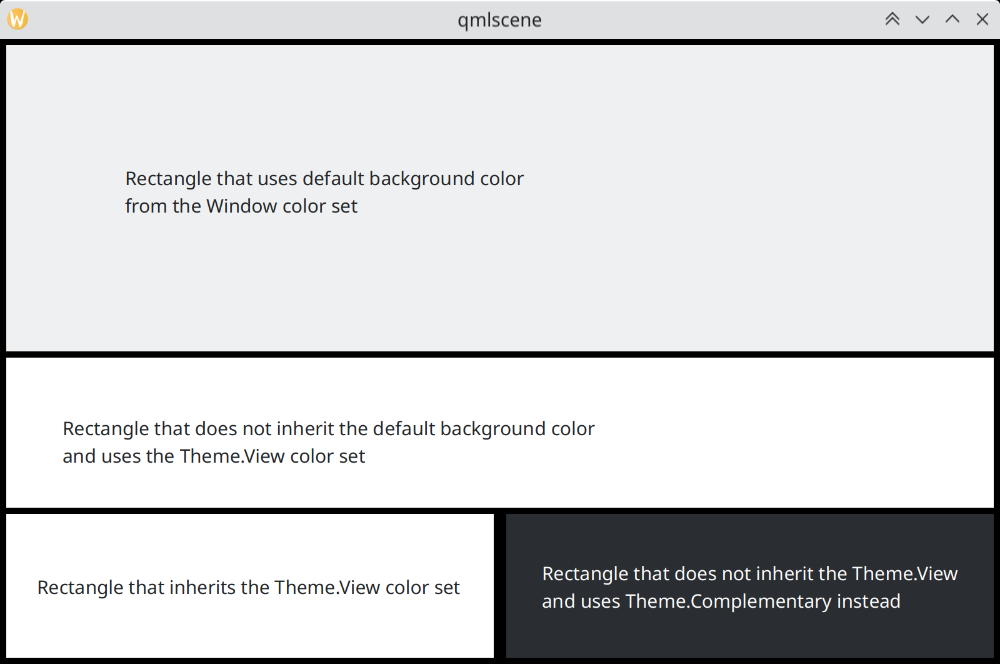 W
qmlscene
Rectangle that uses default background color
from the Window color set
Rectangle that does not inherit the default background color
and uses the Theme.View color set
Rectangle that inherits the Theme.View color set
Rectangle that does not inherit the Theme.View
and uses Theme.Complementary instead